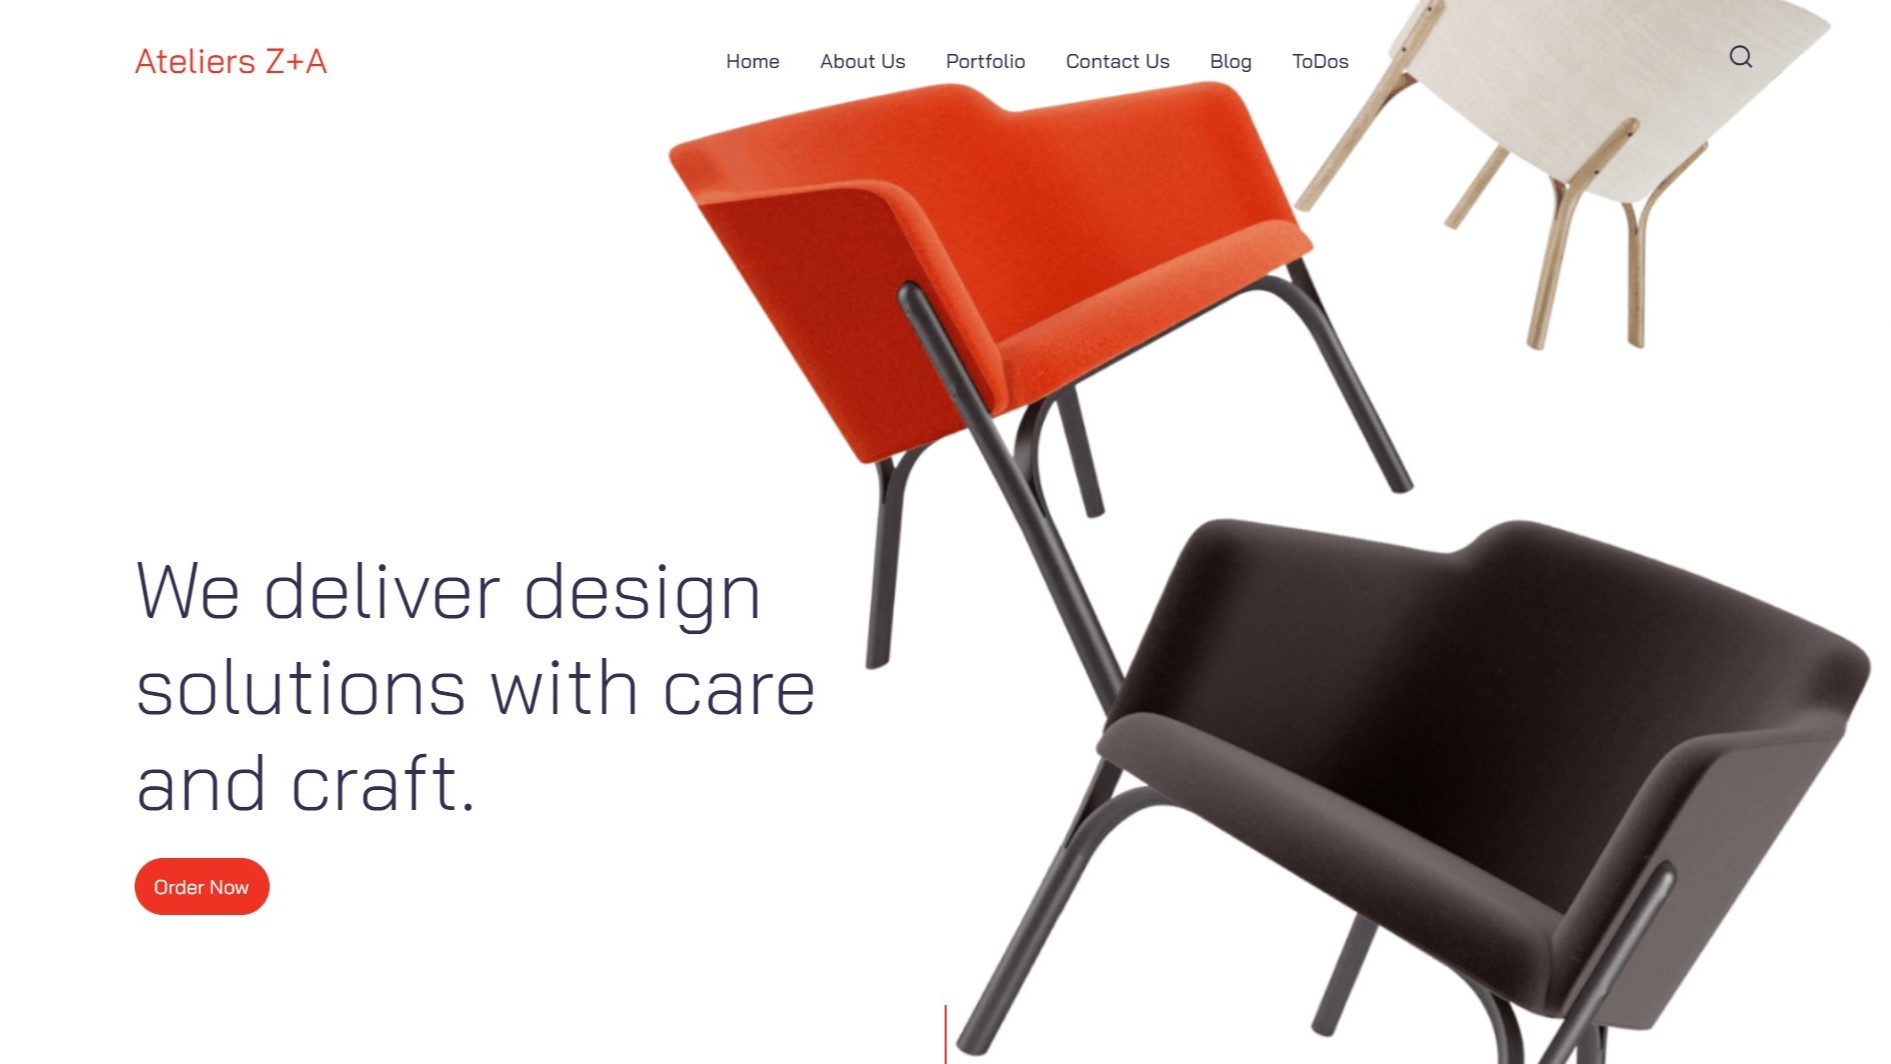 Ateliers Z+A
Home About Us Portfolio Contact Us Blog ToDos
We deliver design
solutions with care
and craft.
Order Now